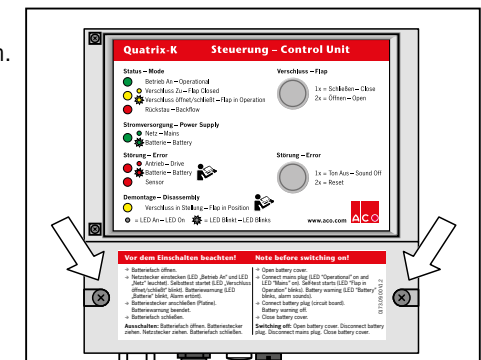 n.
Quatrix-K Steuerung – Control Unit
Status – Mode
Betrieb An – Operational
Verschluss Zu – Flap Closed
Verschluss öffnet/schließt – Flap in Operation
Rückstau – Backflow
Verschluss – Flap
1x = Schließen – Close
2x = Öffnen – Open
Stromversorgung – Power Supply
Netz – Mains
Batterie – Battery
Störung – Error
Antrieb – Drive
Batterie – Battery
Sensor
Störung – Error
1x = Ton Aus – Sound Off
2x = Reset
Demontage – Disassembly
Verschluss in Stellung – Flap in Position
= LED An – LED On = LED Blinkt – LED Blinks
www.aco.com ACO
Vor dem Einschalten beachten!
→ Batteriefach öffnen.
→ Netzstecker einstecken (LED „Betrieb An" und LED
„Netz" leuchtet). Selbsttest startet (LED „Verschluss
öffnet/schließt" blinkt). Batteriewarnung (LED
„Batterie" blinkt, Alarm ertönt).
→ Batteriestecker anschließen (Platine).
Batteriewarnung beendet.
→ Batteriefach schließen.
Ausschalten: Batteriefach öffnen. Batteriestecker
ziehen. Netzstecker ziehen. Batteriefach schließen.
Note before switching on!
→ Open battery cover.
→ Connect mains plug (LED "Operational" on and
LED "Mains" on). Self-test starts (LED "Flap in
Operation" blinks). Battery warning (LED "Battery"
blinks, alarm sounds).
→ Connect battery plug (circuit board).
Battery warning off.
→ Close battery cover.
Switching off: Open battery cover. Disconnect battery
plug. Disconnect mains plug. Close battery cover.